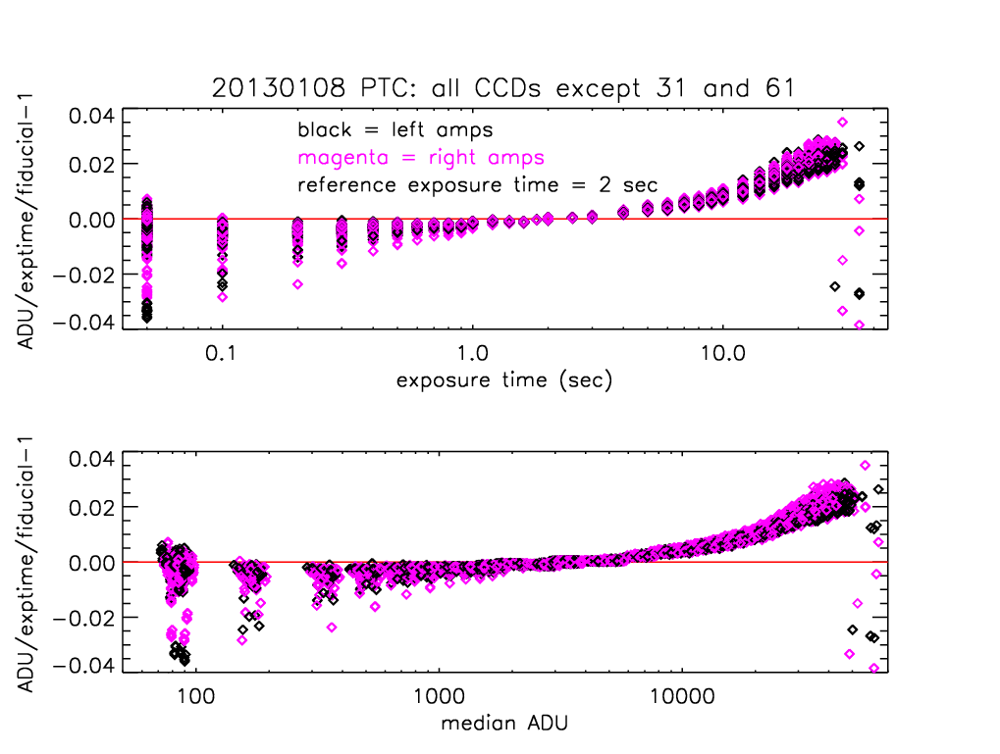 20130108 PTC: all CCDs except 31 and 61
ADU/exptime/fiducial-1
0.04
0.02
0.00
-0.02
-0.04
black = left amps
magenta = right amps
reference exposure time = 2 sec
0.1 1.0 10.0
exposure time (sec)
ADU/exptime/fiducial-1
0.04
0.02
0.00
-0.02
-0.04
100 1000 10000
median ADU